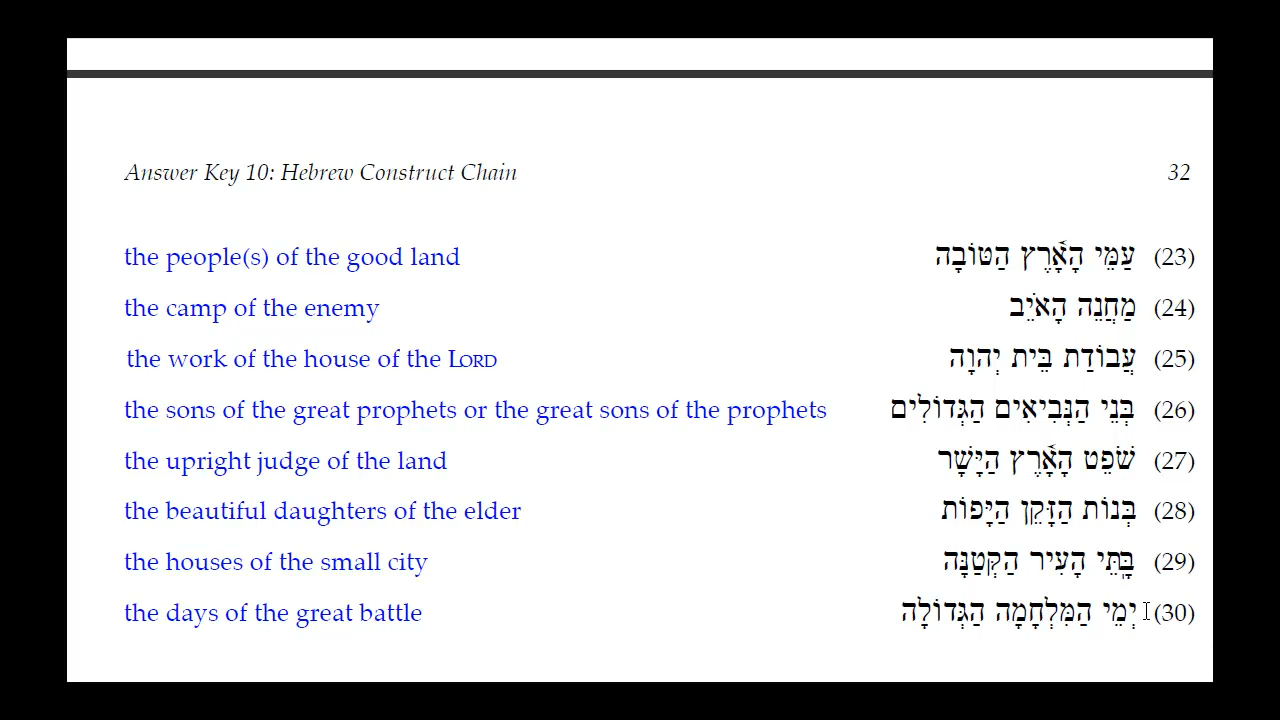 Answer Key 10: Hebrew Construct Chain 32
the people(s) of the good land עַמֵּי הָאָ֫רֶץ הַטּוֹבָה (23)
the camp of the enemy מַחֲנֵה הָאֹיֵב (24)
the work of the house of the LORD עֲבוֹדַת בֵּית יְהוָה (25)
the sons of the great prophets or the great sons of the prophets בְּנֵי הַנְּבִיאִים הַגְּדוֹלִים (26)
the upright judge of the land שֹׁפֵט הָאָ֫רֶץ הַיָּשָׁר (27)
the beautiful daughters of the elder בְּנוֹת הַזָּקֵן הַיָּפוֹת (28)
the houses of the small city בָּֽתֵּי הָעִיר הַקְּטַנָּה (29)
the days of the great battle יְמֵי הַמִּלְחָמָה הַגְּדוֹלָה (30)